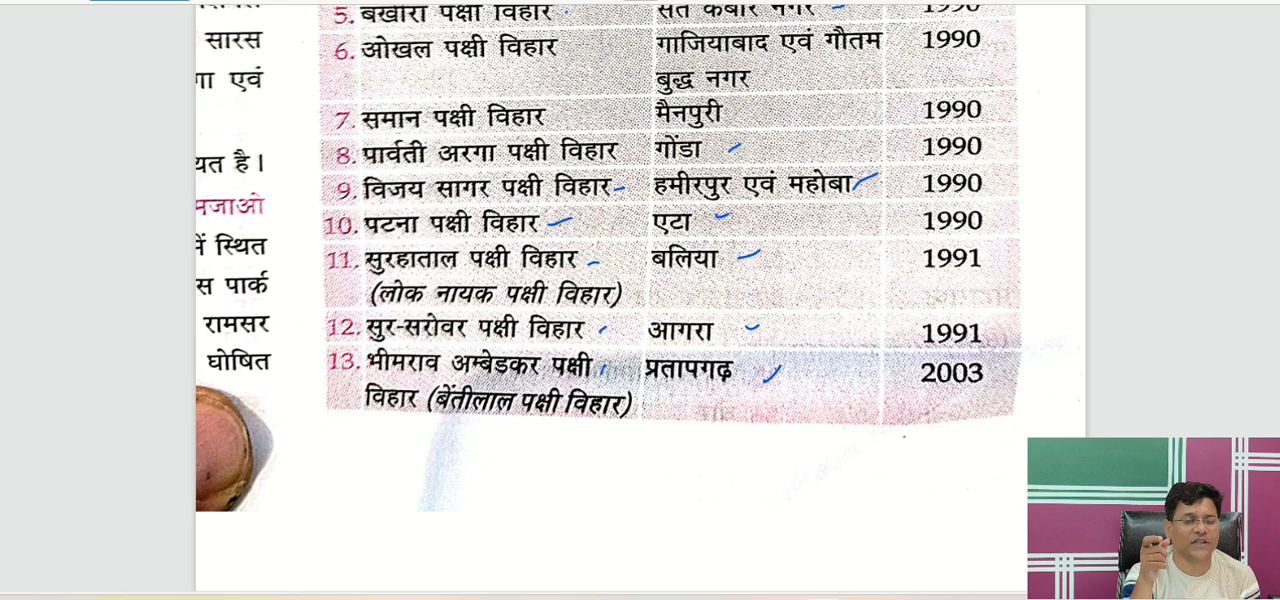 सारस
गा एवं
यत है।
में स्थित
स पार्क
रामसर
घोषित
5. बखीरा पक्षी विहार संत कबीर नगर 1990
6. ओखल पक्षी विहार गाजियाबाद एवं गौतम 1990
बुद्ध नगर
7. समान पक्षी विहार मैनपुरी 1990
8. पार्वती अरगा पक्षी विहार गोंडा 1990
9. विजय सागर पक्षी विहार हमीरपुर एवं महोबा 1990
10. पटना पक्षी विहार एटा 1990
11. सुरहाताल पक्षी विहार बलिया 1991
(लोक नायक पक्षी विहार)
12. सुर-सरोवर पक्षी विहार आगरा 1991
13. भीमराव अम्बेडकर पक्षी प्रतापगढ़ 2003
विहार (बेंतीलाल पक्षी विहार)